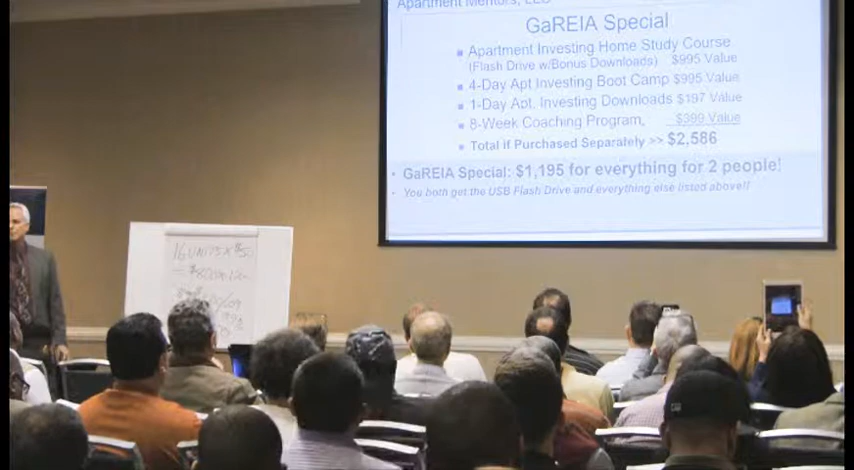 Apartment Mentors, LLC
GaREIA Special
Apartment Investing Home Study Course
(Flash Drive w/Bonus Downloads) $995 Value
4-Day Apt Investing Boot Camp $995 Value
1-Day Apt. Investing Downloads $197 Value
8-Week Coaching Program, $399 Value
Total if Purchased Separately >> $2,586
GaREIA Special: $1,195 for everything for 2 people!
You both get the USB Flash Drive and everything else listed above!!
16 UNITS X $50